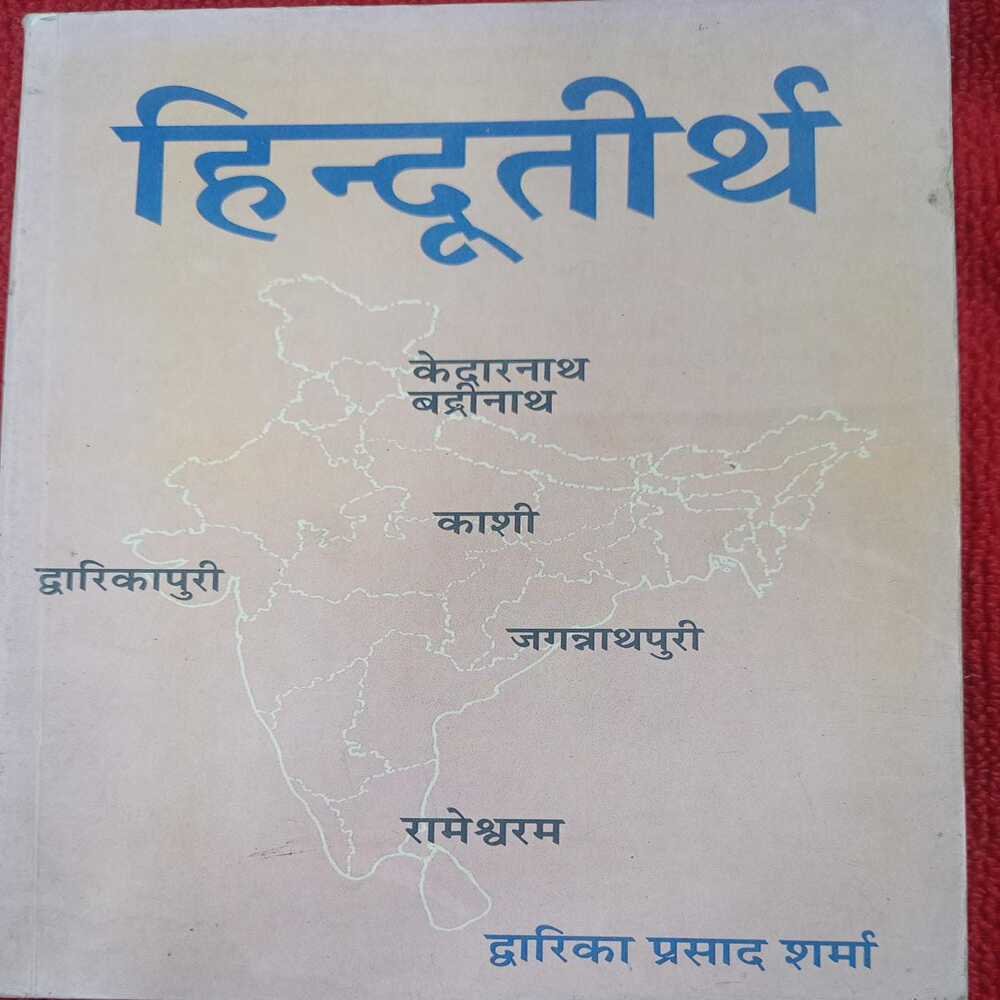 हिन्दूतीर्थ
केदारनाथ
बद्रीनाथ
काशी
द्वारिकापुरी
जगन्नाथपुरी
रामेश्वरम
द्वारिका प्रसाद शर्मा